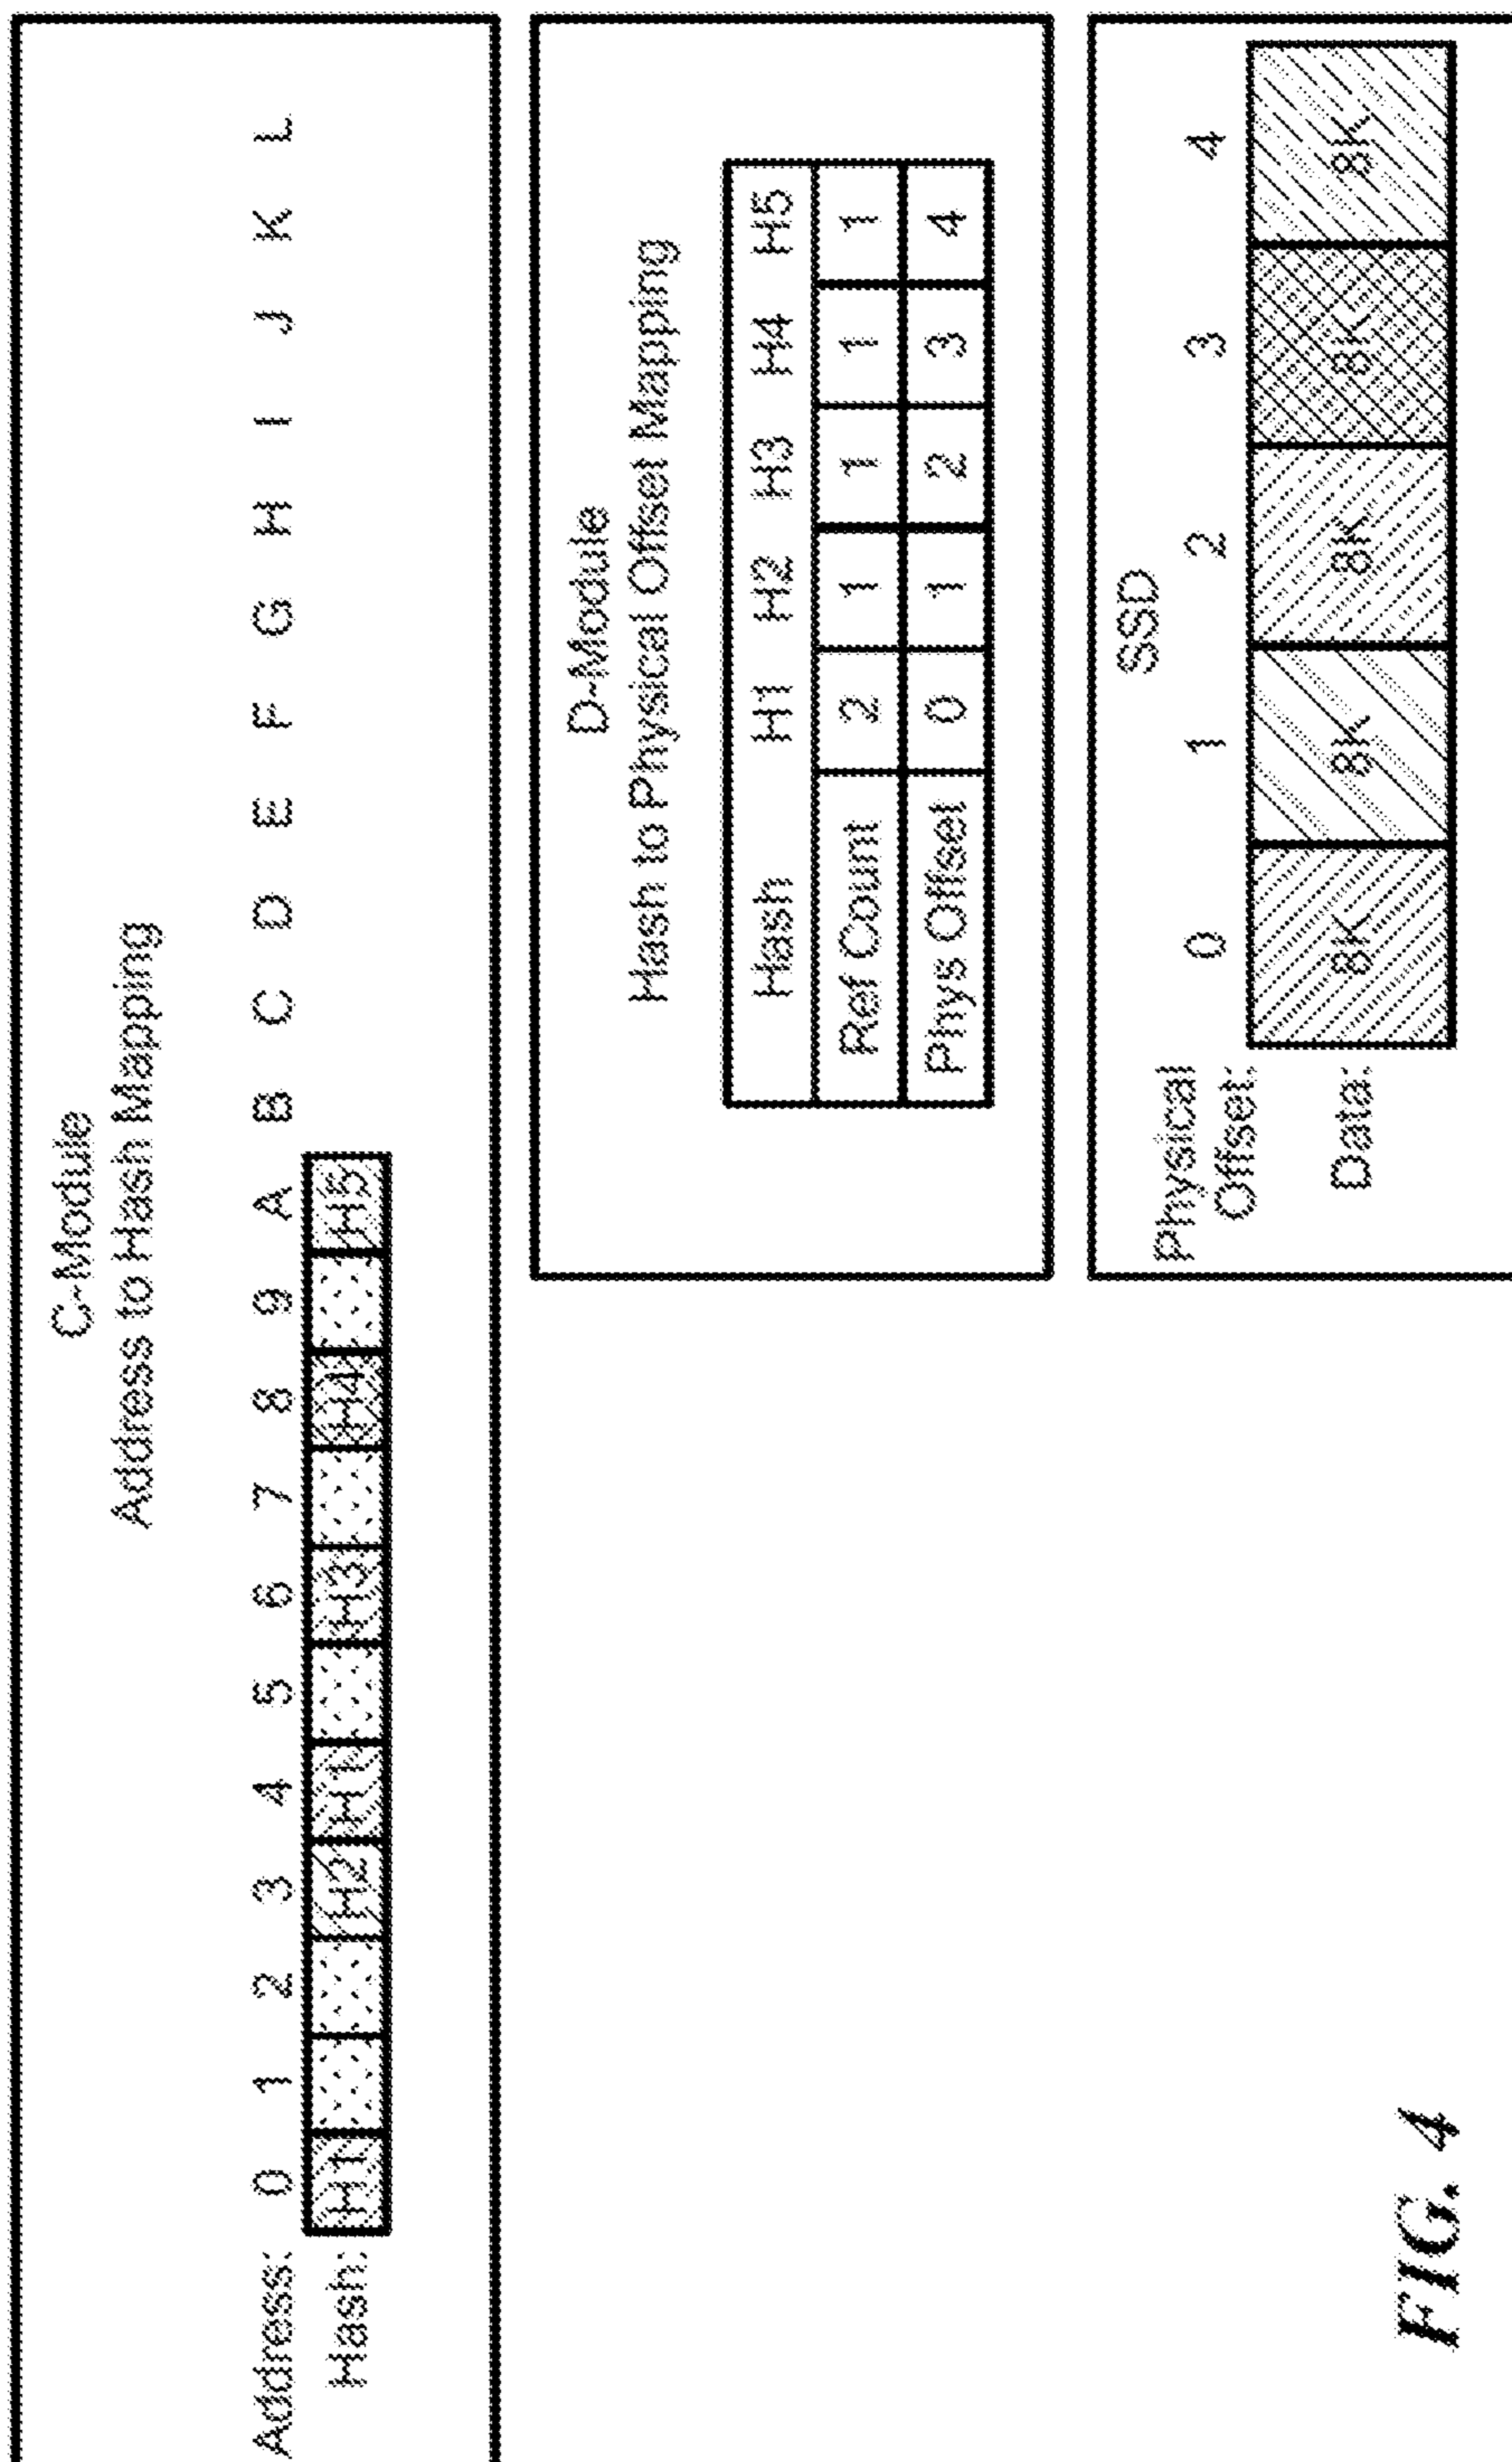 C-Module
Address to Hash Mapping
Address: 0 1 2 3 4 5 6 7 8 9 A B C D E F G H I J K L
Hash: H1 H2 H1 H3 H4 H5
D-Module
Hash to Physical Offset Mapping
Hash H1 H2 H3 H4 H5
Ref Count 2 1 1 1 1
Phys Offset 0 1 2 3 4
SSD
Physical
Offset: 0 1 2 3 4
Data: 8K 8K 8K 8K 8K
FIG. 4